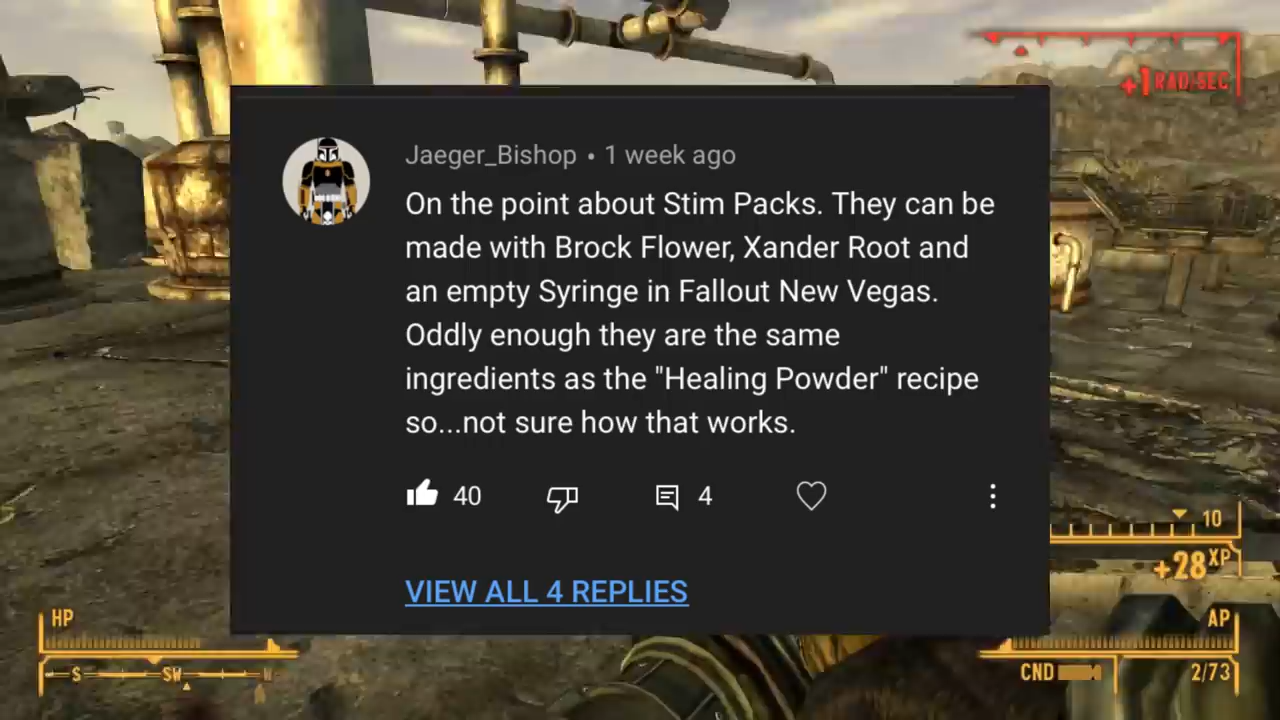 +1 RAD/SEC
Jaeger_Bishop • 1 week ago
On the point about Stim Packs. They can be
made with Brock Flower, Xander Root and
an empty Syringe in Fallout New Vegas.
Oddly enough they are the same
ingredients as the "Healing Powder" recipe
so...not sure how that works.
40
4
VIEW ALL 4 REPLIES
10
+28 XP
HP
S SW
AP
CND 2/73